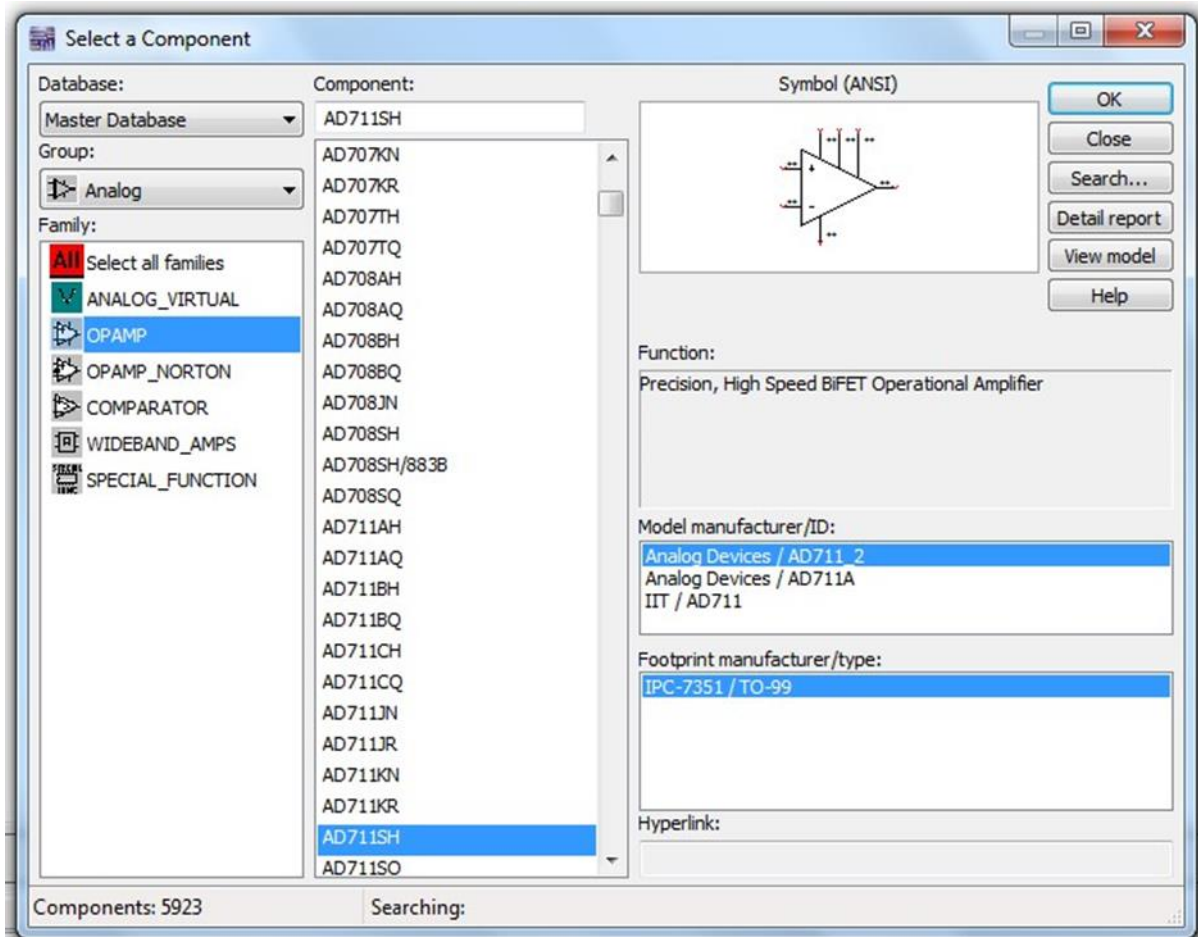 Select a Component
Database:
Master Database
Group:
Analog
Family:
All Select all families
ANALOG_VIRTUAL
OPAMP
OPAMP_NORTON
COMPARATOR
WIDEBAND_AMPS
SPECIAL_FUNCTION
Component:
AD711SH
AD707KN
AD707KR
AD707TH
AD707TQ
AD708AH
AD708AQ
AD708BH
AD708BQ
AD708JN
AD708SH
AD708SH/883B
AD708SQ
AD711AH
AD711AQ
AD711BH
AD711BQ
AD711CH
AD711CQ
AD711JN
AD711JR
AD711KN
AD711KR
AD711SH
AD711SQ
Symbol (ANSI)
OK
Close
Search...
Detail report
View model
Help
Function:
Precision, High Speed BiFET Operational Amplifier
Model manufacturer/ID:
Analog Devices / AD711_2
Analog Devices / AD711A
IIT / AD711
Footprint manufacturer/type:
IPC-7351 / TO-99
Hyperlink:
Components: 5923
Searching: